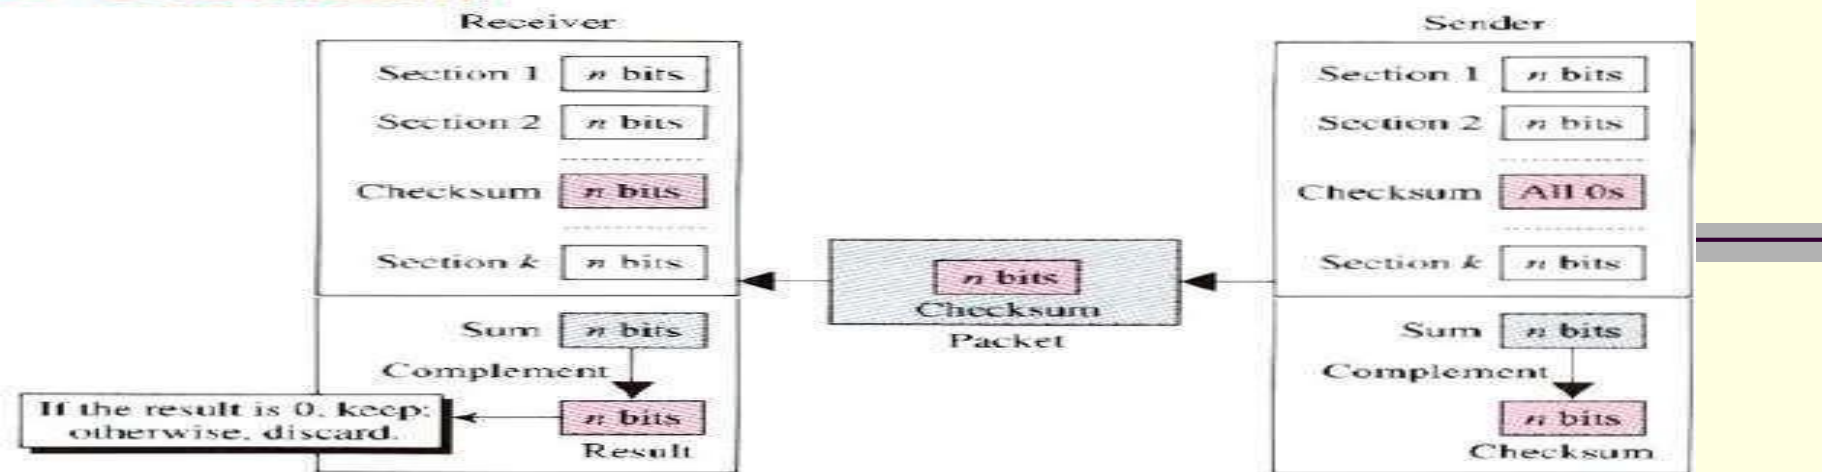 Receiver
Section 1 n bits
Section 2 n bits
Checksum n bits
Section k n bits
Sum n bits
Complement
n bits
Result
If the result is 0, keep;
otherwise, discard.
n bits
Checksum
Packet
Sender
Section 1 n bits
Section 2 n bits
Checksum All 0s
Section k n bits
Sum n bits
Complement
n bits
Checksum